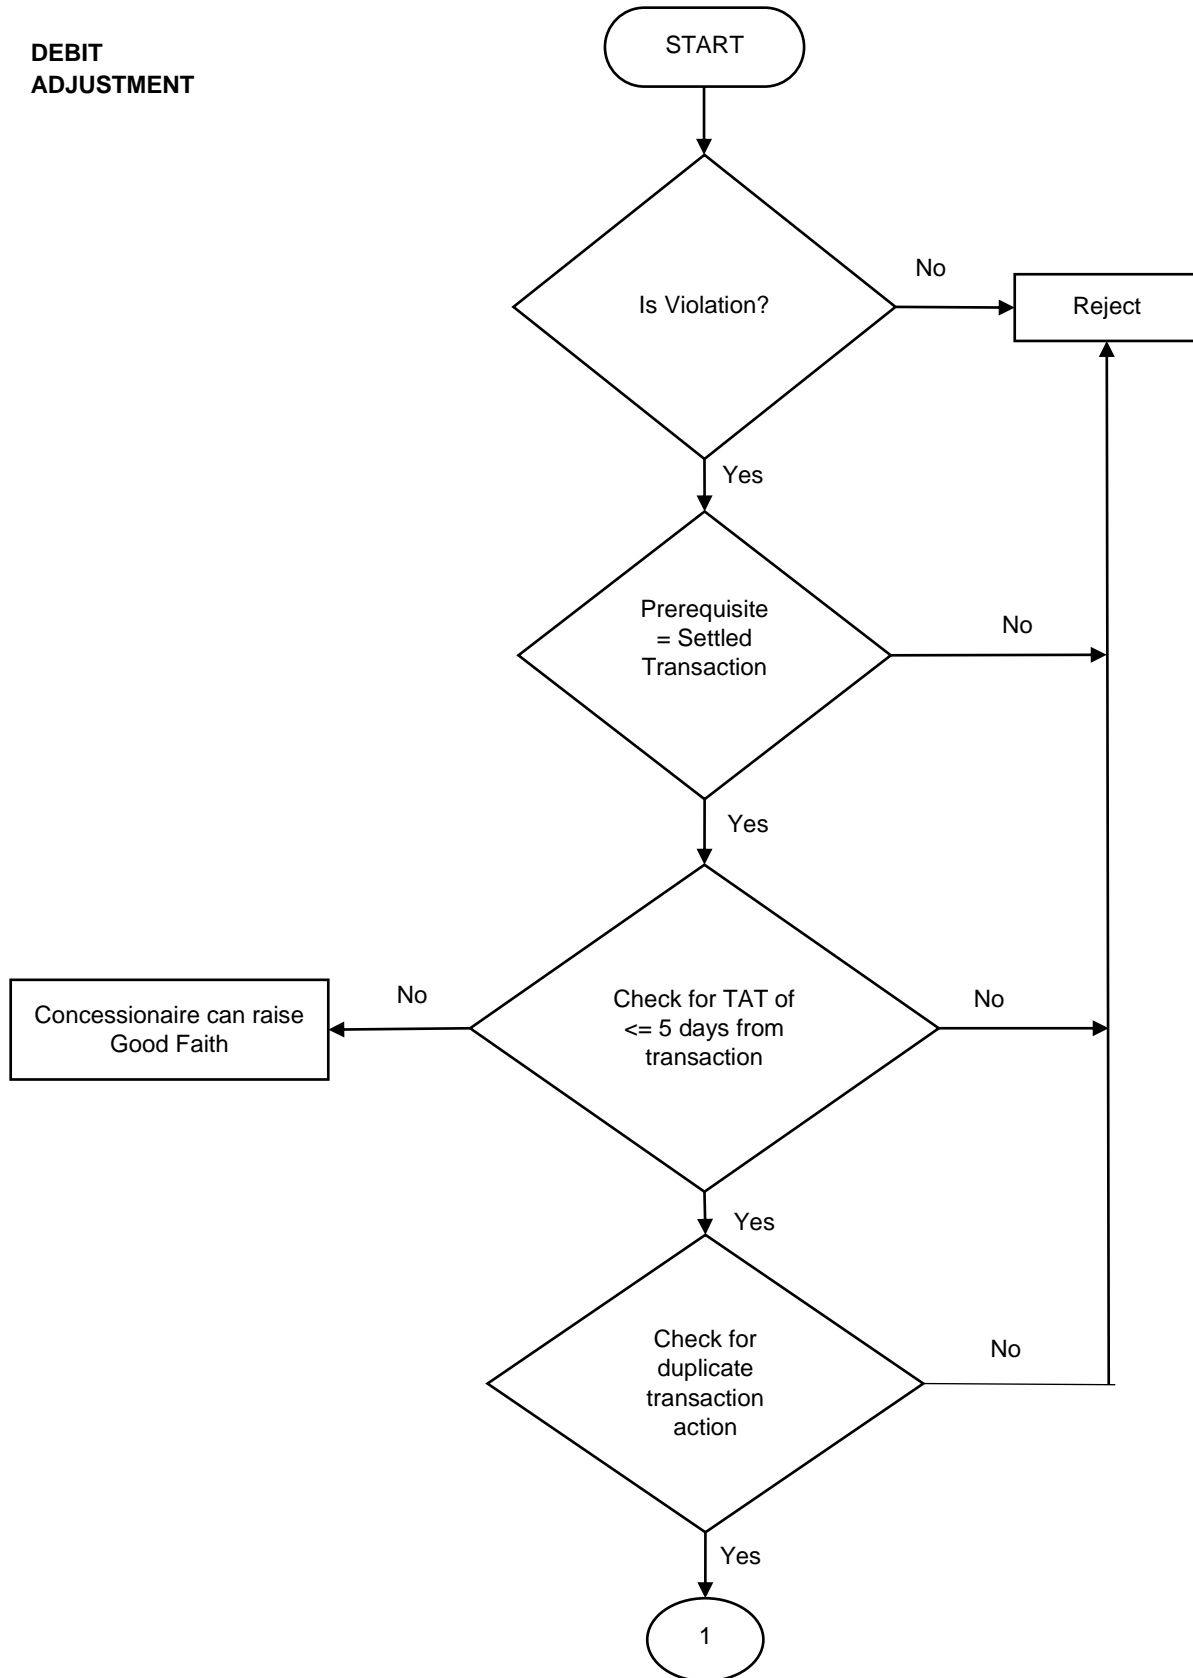 DEBIT
ADJUSTMENT
START
Is Violation?
No
Reject
Yes
Prerequisite
= Settled
Transaction
No
Yes
Concessionaire can raise
Good Faith
No
Check for TAT of
<= 5 days from
transaction
No
Yes
Check for
duplicate
transaction
action
No
Yes
1